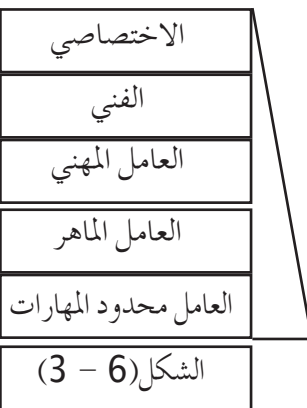 الاختصاصي
الفني
العامل المهني
العامل الماهر
العامل محدود المهارات
الشكل(6 - 3)